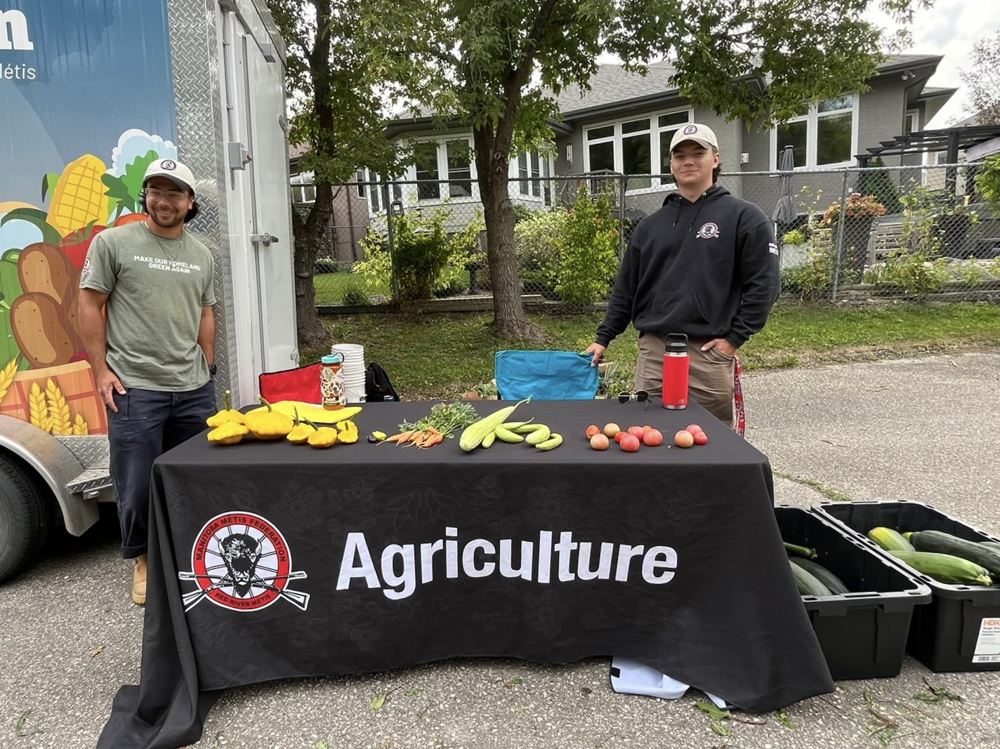 n
Métis
MAKE OUR HOMELAND
GREEN AGAIN
MANITOBA MÉTIS FEDERATION
RED RIVER MÉTIS
Agriculture
HDX